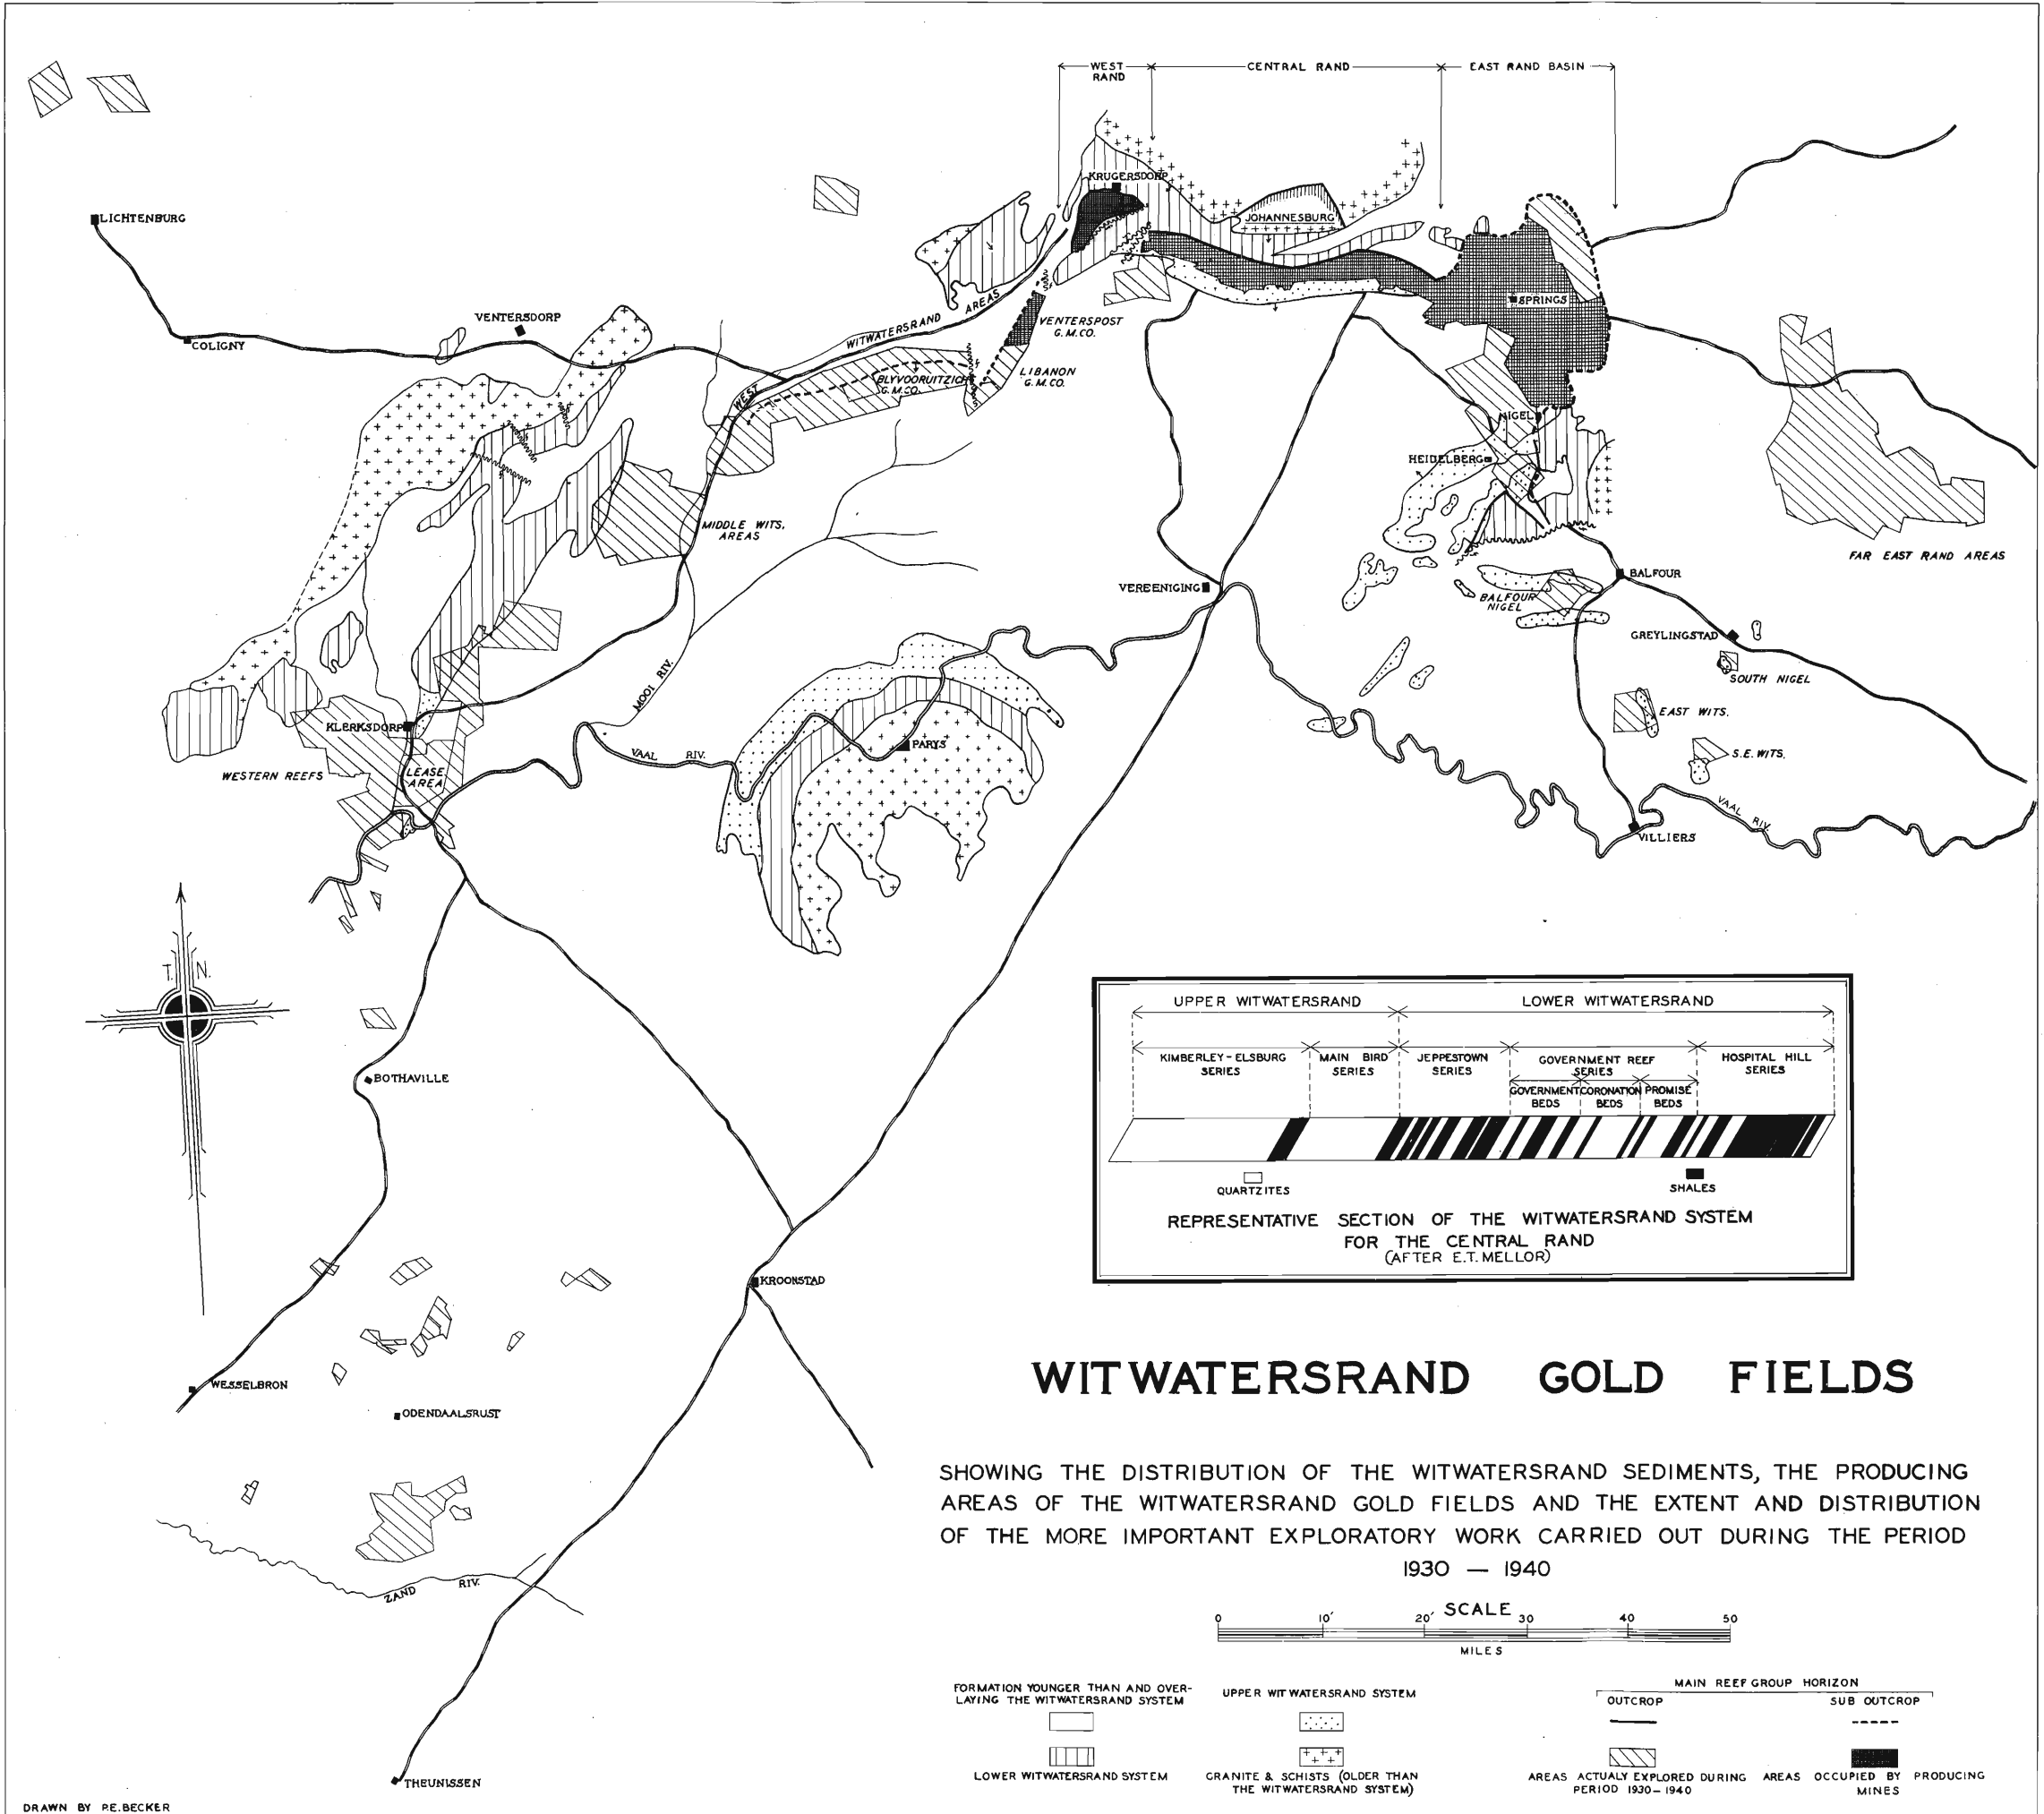 WEST
RAND
CENTRAL RAND
EAST RAND BASIN
KRUGERSDORP
JOHANNESBURG
LICHTENBURG
COLIGNY
VENTERSDORP
WEST WITWATERSRAND AREAS
VENTERSPOST
G.M.CO.
SPRINGS
BLYVOORUITZICH
G.M.CO.
LIBANON
G.M.CO.
NIGEL
HEIDELBERG
MIDDLE WITS.
AREAS
FAR EAST RAND AREAS
VEREENIGING
BALFOUR
BALFOUR
NIGEL
GREYLINGSTAD
SOUTH NIGEL
MOOI RIV.
EAST WITS.
KLERKSDORP
PARYS
VAAL RIV.
S.E. WITS.
WESTERN REEFS
LEASE
AREA
VAAL RIV.
VILLIERS
T. N.
UPPER WITWATERSRAND
LOWER WITWATERSRAND
KIMBERLEY-ELSBURG
SERIES
MAIN BIRD
SERIES
JEPPESTOWN
SERIES
GOVERNMENT REEF
SERIES
HOSPITAL HILL
SERIES
GOVERNMENT
BEDS
CORONATION
BEDS
PROMISE
BEDS
QUARTZITES
SHALES
REPRESENTATIVE SECTION OF THE WITWATERSRAND SYSTEM
FOR THE CENTRAL RAND
(AFTER E.T. MELLOR)
BOTHAVILLE
KROONSTAD
WESSELBRON
ODENDAALSRUST
ZAND RIV.
THEUNISSEN
WITWATERSRAND GOLD FIELDS
SHOWING THE DISTRIBUTION OF THE WITWATERSRAND SEDIMENTS, THE PRODUCING
AREAS OF THE WITWATERSRAND GOLD FIELDS AND THE EXTENT AND DISTRIBUTION
OF THE MORE IMPORTANT EXPLORATORY WORK CARRIED OUT DURING THE PERIOD
1930 — 1940
SCALE
0 10' 20' 30 40 50
MILES
FORMATION YOUNGER THAN AND OVER-
LAYING THE WITWATERSRAND SYSTEM
UPPER WITWATERSRAND SYSTEM
MAIN REEF GROUP HORIZON
OUTCROP
SUB OUTCROP
LOWER WITWATERSRAND SYSTEM
GRANITE & SCHISTS (OLDER THAN
THE WITWATERSRAND SYSTEM)
AREAS ACTUALY EXPLORED DURING
PERIOD 1930-1940
AREAS OCCUPIED BY PRODUCING
MINES
DRAWN BY P.E. BECKER